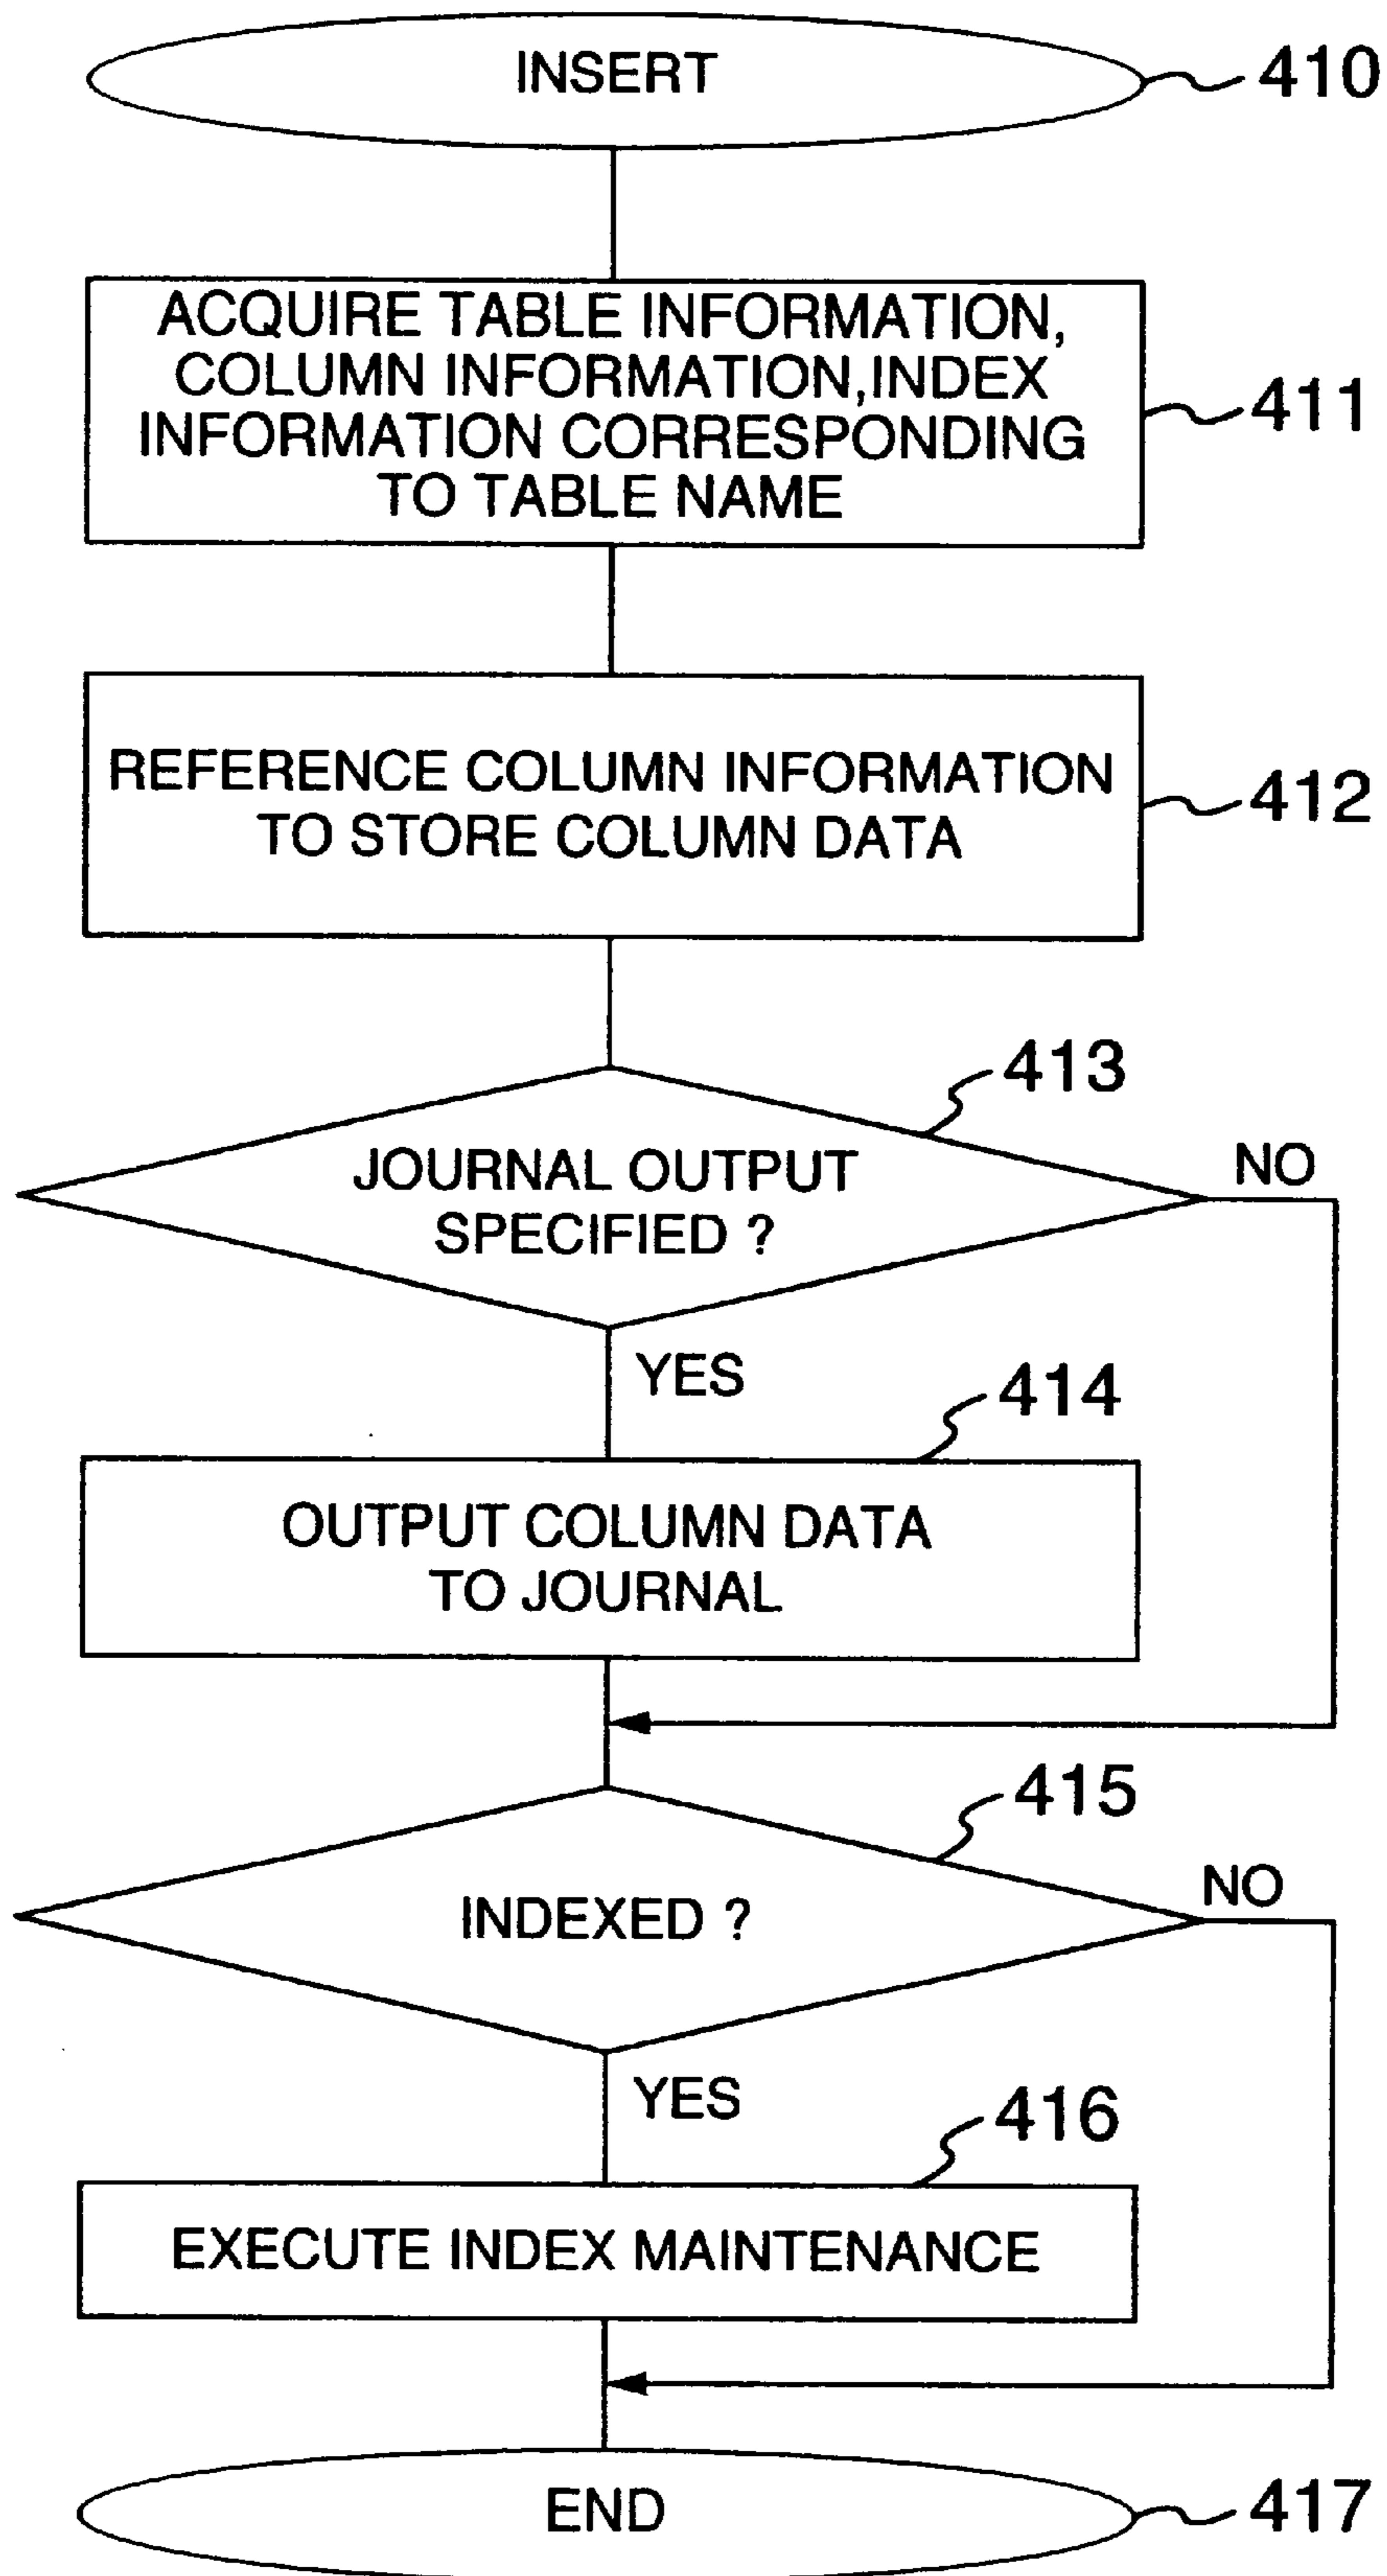 INSERT
410
ACQUIRE TABLE INFORMATION,
COLUMN INFORMATION,INDEX
INFORMATION CORRESPONDING
TO TABLE NAME
411
REFERENCE COLUMN INFORMATION
TO STORE COLUMN DATA
412
413
JOURNAL OUTPUT
SPECIFIED ?
NO
YES
414
OUTPUT COLUMN DATA
TO JOURNAL
415
INDEXED ?
NO
YES
416
EXECUTE INDEX MAINTENANCE
END
417